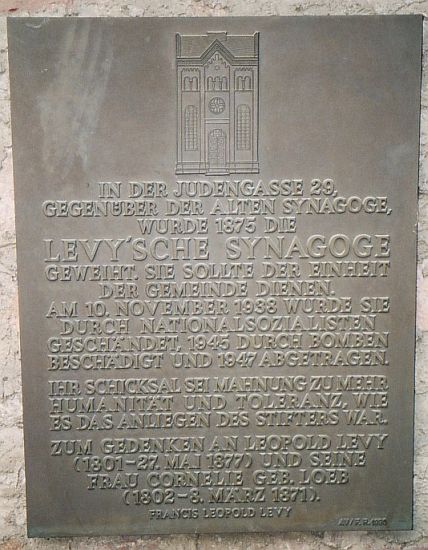 IN DER JUDENGASSE 29,
GEGENÜBER DER ALTEN SYNAGOGE,
WURDE 1875 DIE
LEVY'SCHE SYNAGOGE
GEWEIHT. SIE SOLLTE DER EINHEIT
DER GEMEINDE DIENEN.
AM 10. NOVEMBER 1938 WURDE SIE
DURCH NATIONALSOZIALISTEN
GESCHÄNDET, 1945 DURCH BOMBEN
BESCHÄDIGT UND 1947 ABGETRAGEN.
IHR SCHICKSAL SEI MAHNUNG ZU MEHR
HUMANITÄT UND TOLERANZ, WIE
ES DAS ANLIEGEN DES STIFTERS WAR.
ZUM GEDENKEN AN LEOPOLD LEVY
(1801-27. MAI 1877) UND SEINE
FRAU CORNELIE GEB. LOEB
(1802-8. MÄRZ 1871).
FRANCIS LEOPOLD LEVY